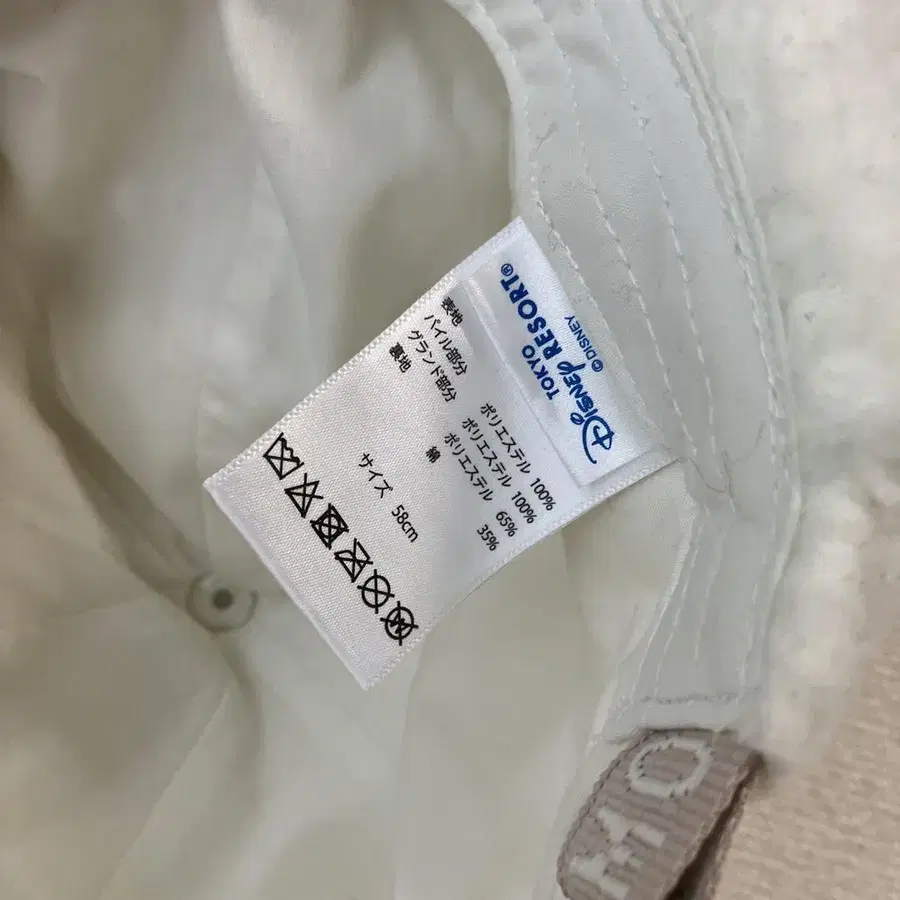 TOKYO
DISNEY RESORT®
©DISNEY
表地
パイル部分 ポリエステル 100%
グランド部分 ポリエステル 100%
裏地 ポリエステル 65%
綿 35%
サイズ 58cm
W
MO